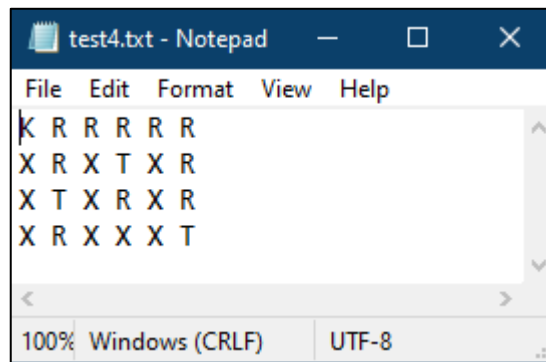 test4.txt - Notepad
File Edit Format View Help
K R R R R R
X R X T X R
X T X R X R
X R X X X T
100% Windows (CRLF) UTF-8